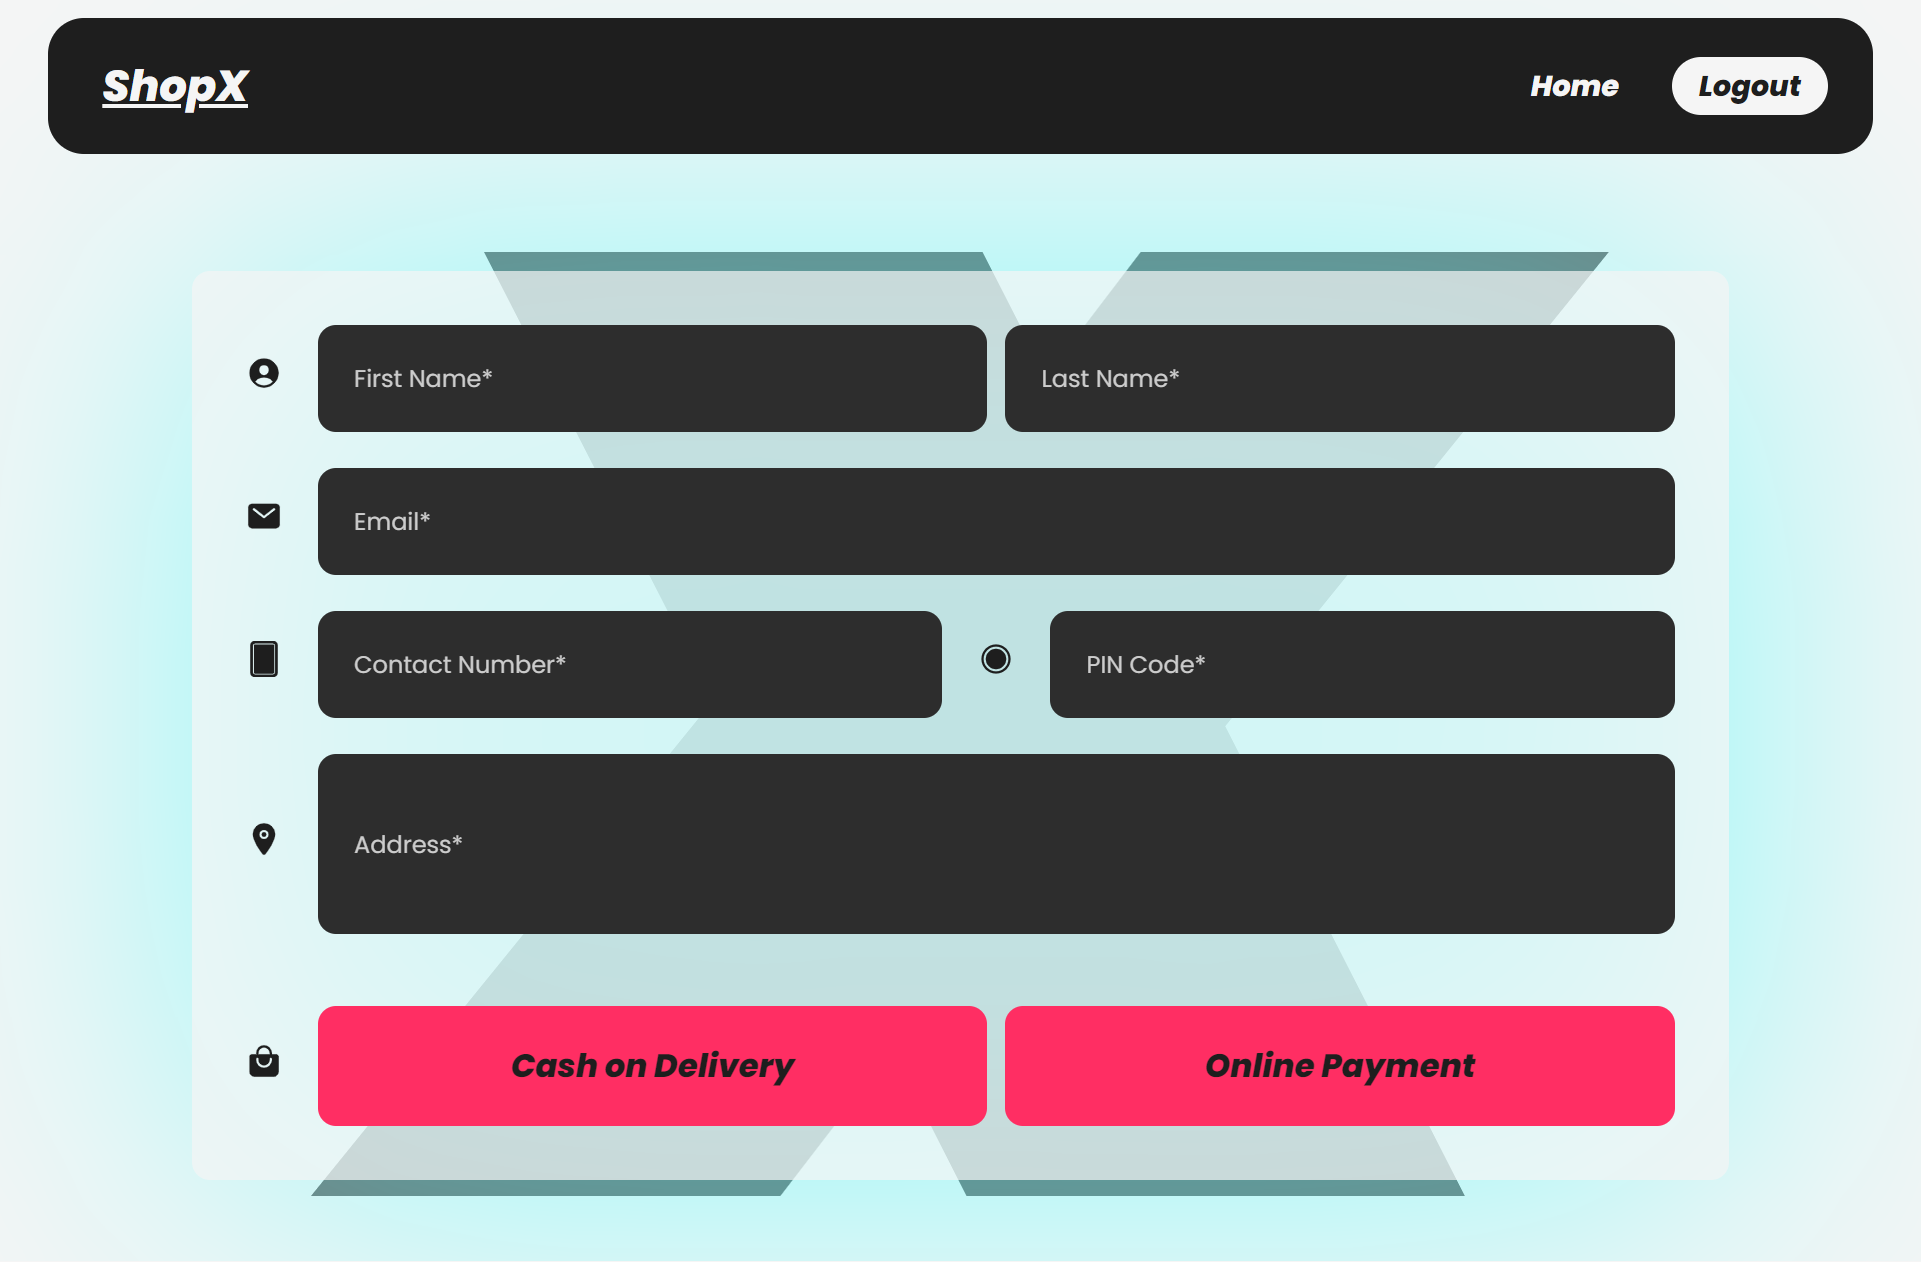 ShopX
Home
Logout
First Name*
Last Name*
Email*
Contact Number*
PIN Code*
Address*
Cash on Delivery
Online Payment